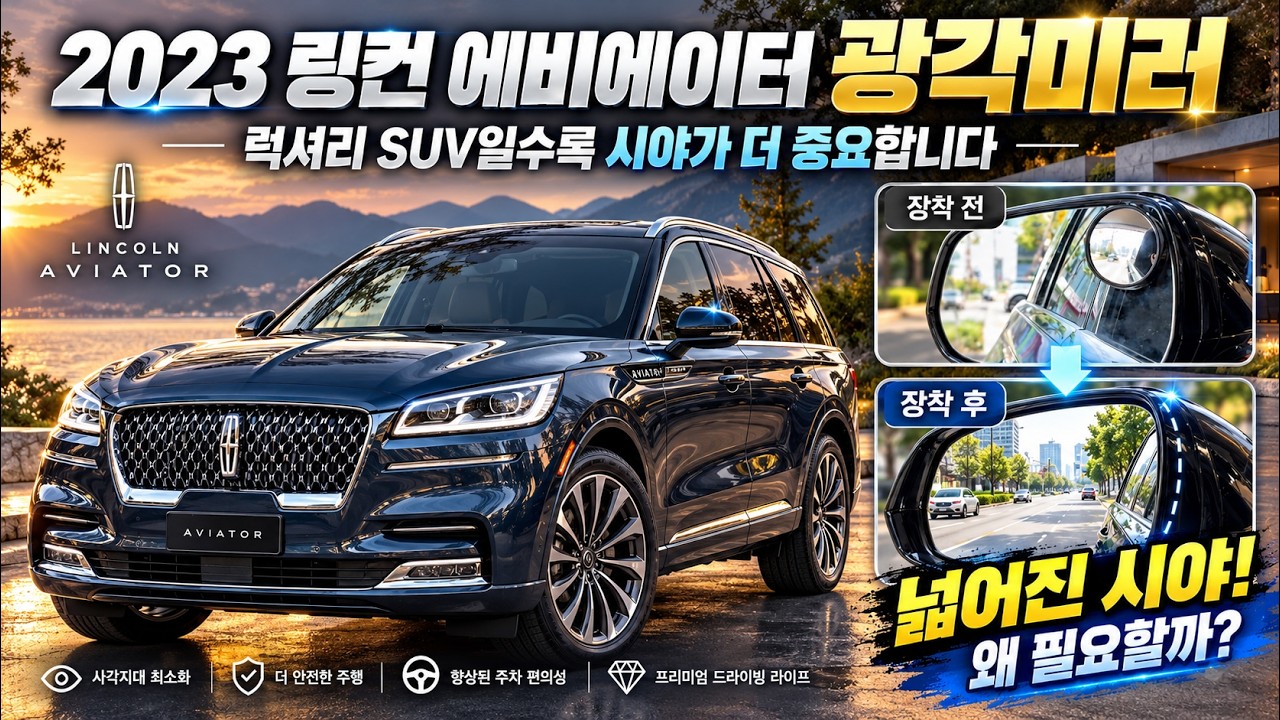 2023 링컨 에비에이터 광각미러
럭셔리 SUV일수록 시야가 더 중요합니다
LINCOLN
AVIATOR
장착 전
장착 후
AVIATOR
AVIATOR
넓어진 시야!
왜 필요할까?
사각지대 최소화
더 안전한 주행
향상된 주차 편의성
프리미엄 드라이빙 라이프